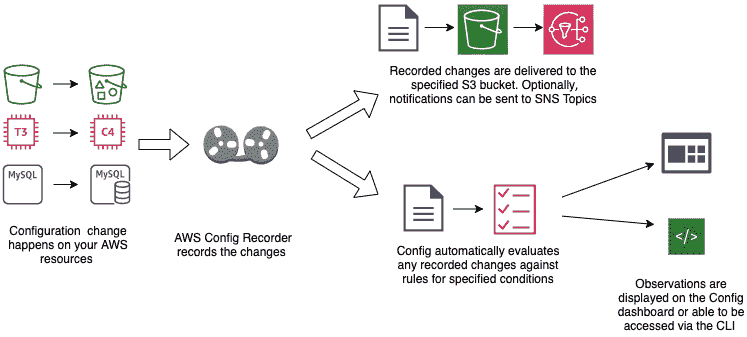 T3
C4
MySQL
MySQL
Configuration change
happens on your AWS
resources
AWS Config Recorder
records the changes
Recorded changes are delivered to the
specified S3 bucket. Optionally,
notifications can be sent to SNS Topics
Config automatically evaluates
any recorded changes against
rules for specified conditions
</>
Observations are
displayed on the Config
dashboard or able to be
accessed via the CLI